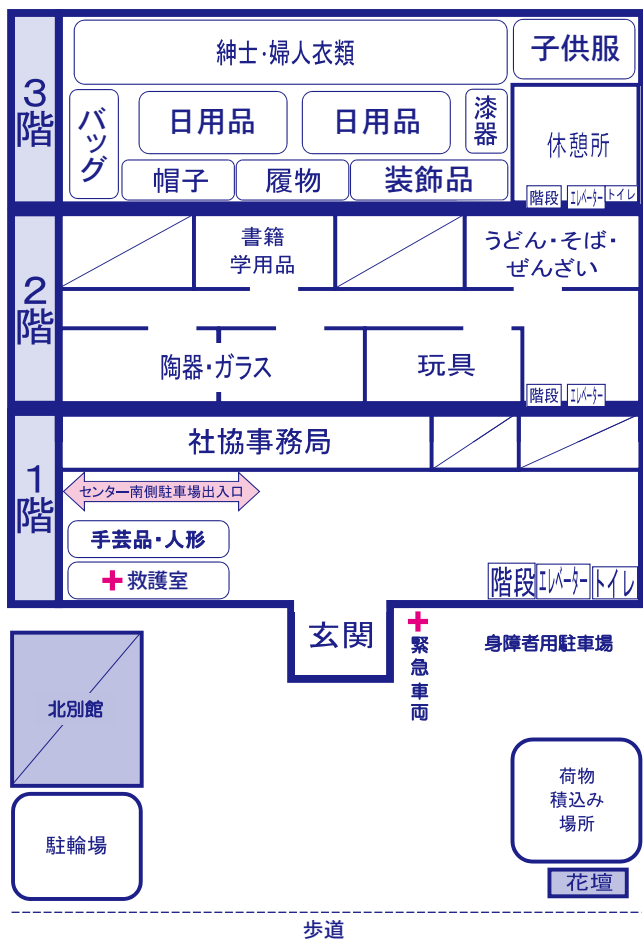 3階
紳士・婦人衣類
子供服
バッグ
日用品
日用品
漆器
休憩所
帽子
履物
装飾品
階段
エレベーター
トイレ
2階
書籍
学用品
うどん・そば・
ぜんざい
陶器・ガラス
玩具
階段
エレベーター
1階
社協事務局
センター南側駐車場出入口
手芸品・人形
救護室
階段
エレベーター
トイレ
玄関
緊急車両
身障者用駐車場
北別館
荷物
積込み
場所
駐輪場
花壇
歩道